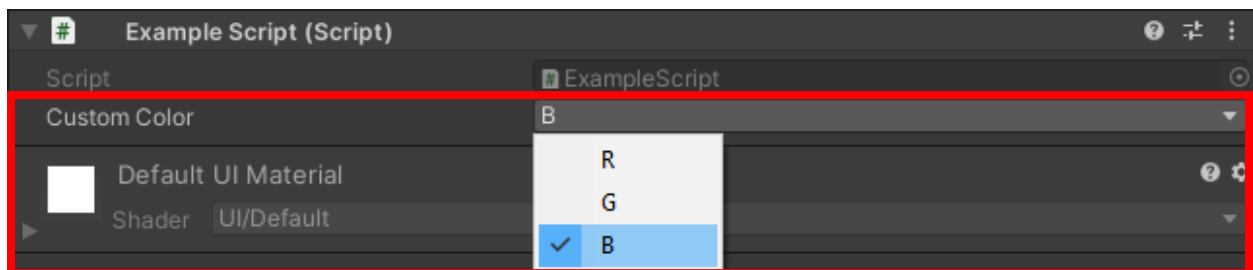 Example Script (Script)
Script ExampleScript
Custom Color B
R
Default UI Material
G
Shader UI/Default
B